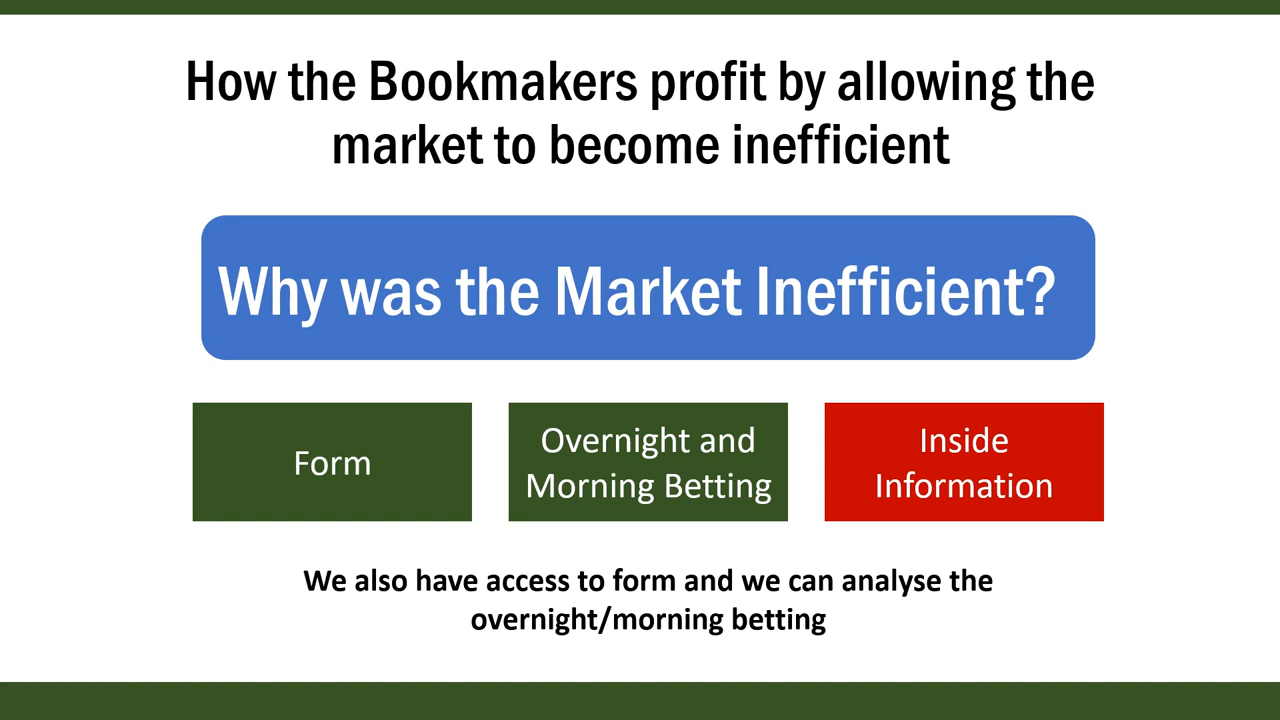 How the Bookmakers profit by allowing the
market to become inefficient
Why was the Market Inefficient?
Form
Overnight and
Morning Betting
Inside
Information
We also have access to form and we can analyse the
overnight/morning betting